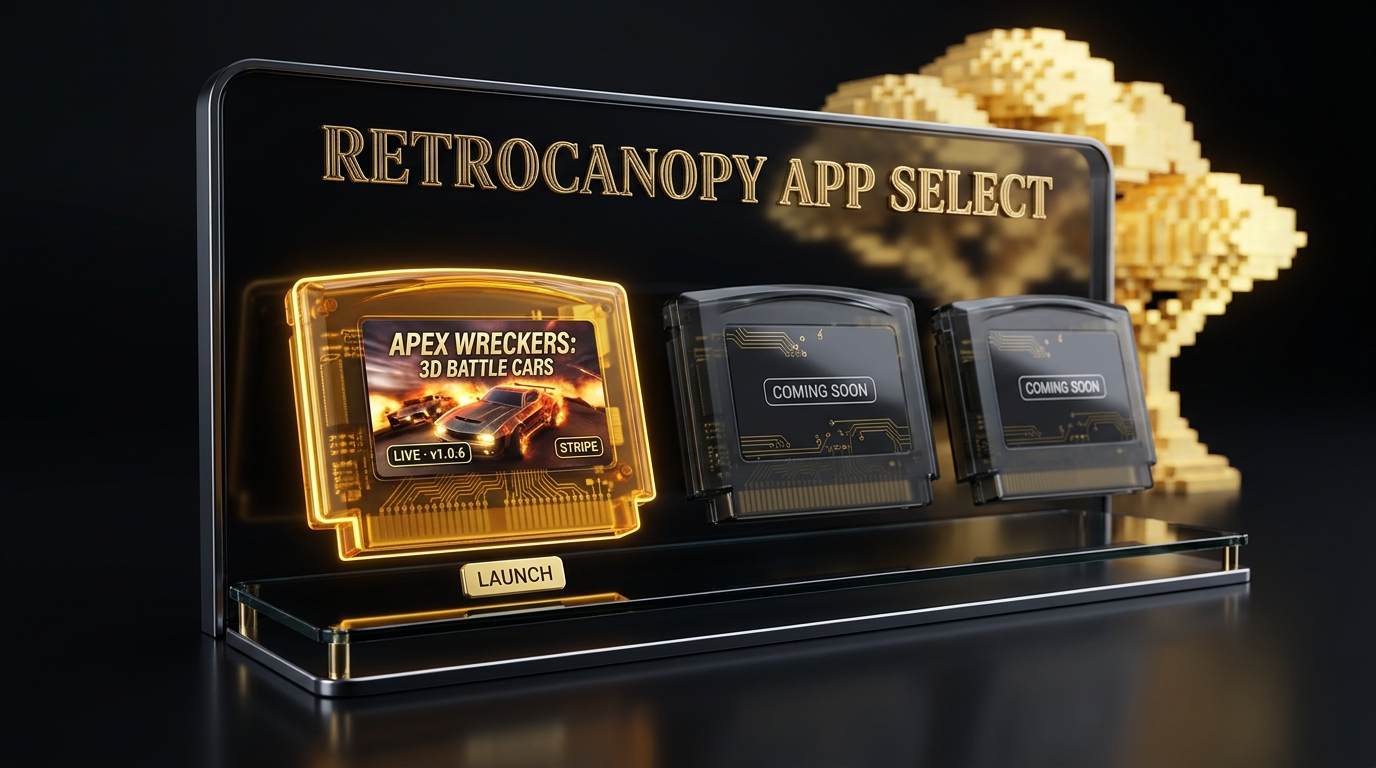 RETROCANOPY APP SELECT
APEX WRECKERS:
3D BATTLE CARS
LIVE · v1.0.6
STRIPE
COMING SOON
COMING SOON
LAUNCH